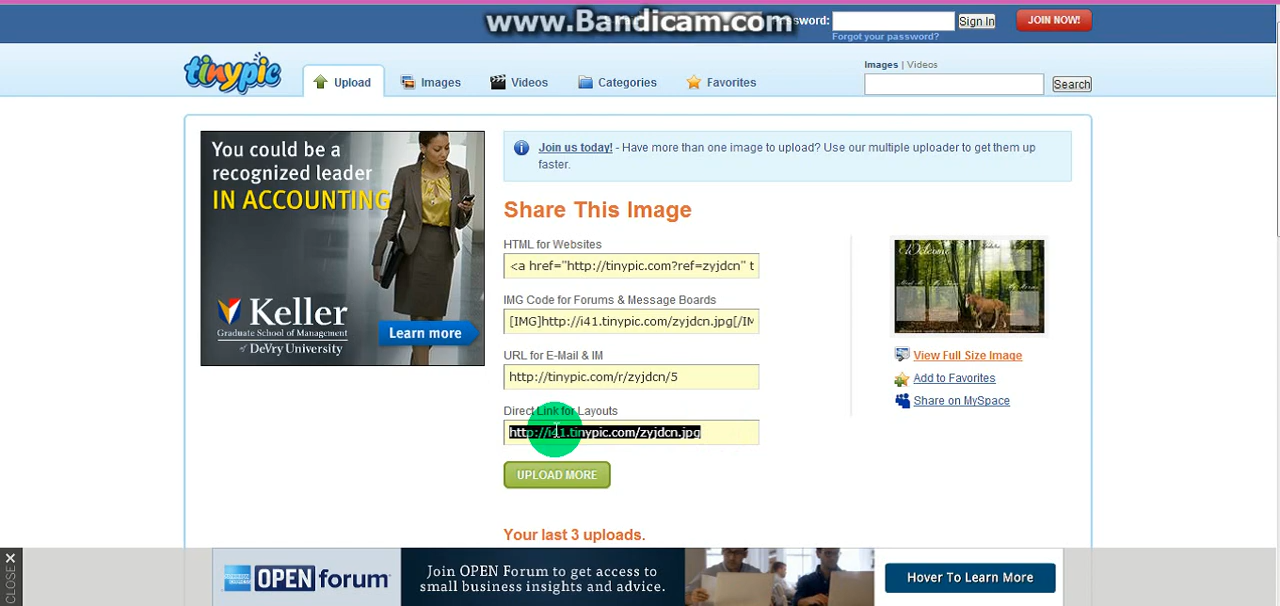 www.Bandicam.com
sword:
Sign In
JOIN NOW!
Forgot your password?
tinypic
Upload
Images
Videos
Categories
Favorites
Images | Videos
Search
You could be a
recognized leader
IN ACCOUNTING
Keller
Graduate School of Management
of DeVry University
Learn more
Join us today! - Have more than one image to upload? Use our multiple uploader to get them up
faster.
Share This Image
HTML for Websites
<a href="http://tinypic.com?ref=zyjdcn" t
IMG Code for Forums & Message Boards
[IMG]http://i41.tinypic.com/zyjdcn.jpg[/IM
URL for E-Mail & IM
http://tinypic.com/r/zyjdcn/5
Direct Link for Layouts
http://i41.tinypic.com/zyjdcn.jpg
UPLOAD MORE
Your last 3 uploads.
Welcome
View Full Size Image
Add to Favorites
Share on MySpace
CLOSE X
OPEN forum
Join OPEN Forum to get access to
small business insights and advice.
Hover To Learn More